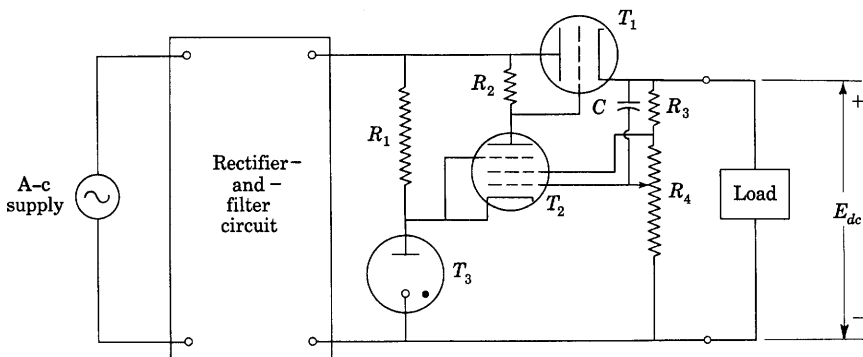 A-c
supply
Rectifier–
and –
filter
circuit
R1
R2
T1
T2
T3
C
R3
R4
Load
Edc
+
−